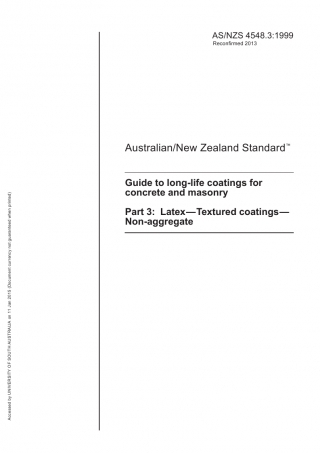 AS/NZS 4548.3:1999
Reconfirmed 2013
Australian/New Zealand Standard™
Guide to long-life coatings for
concrete and masonry
Part 3: Latex—Textured coatings—
Non-aggregate
Accessed by UNIVERSITY OF SOUTH AUSTRALIA on 11 Jan 2015 (Document currency not guaranteed when printed)